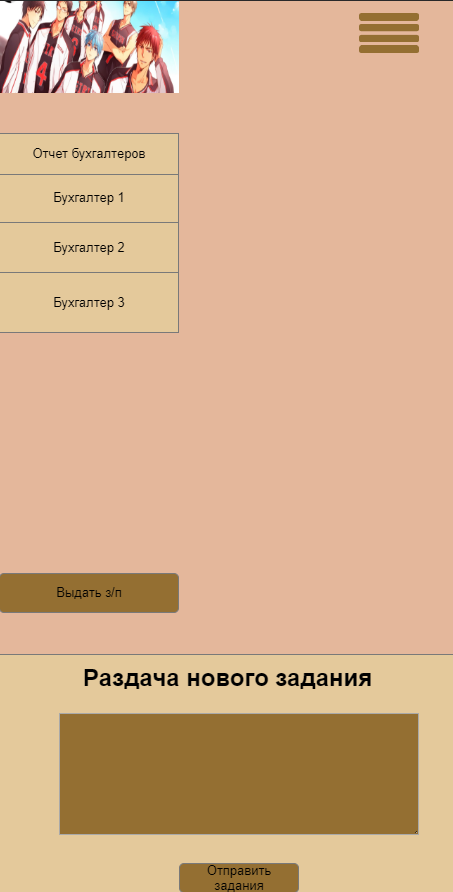 Отчет бухгалтеров
Бухгалтер 1
Бухгалтер 2
Бухгалтер 3
Выдать з/п
Раздача нового задания
Отправить
задания